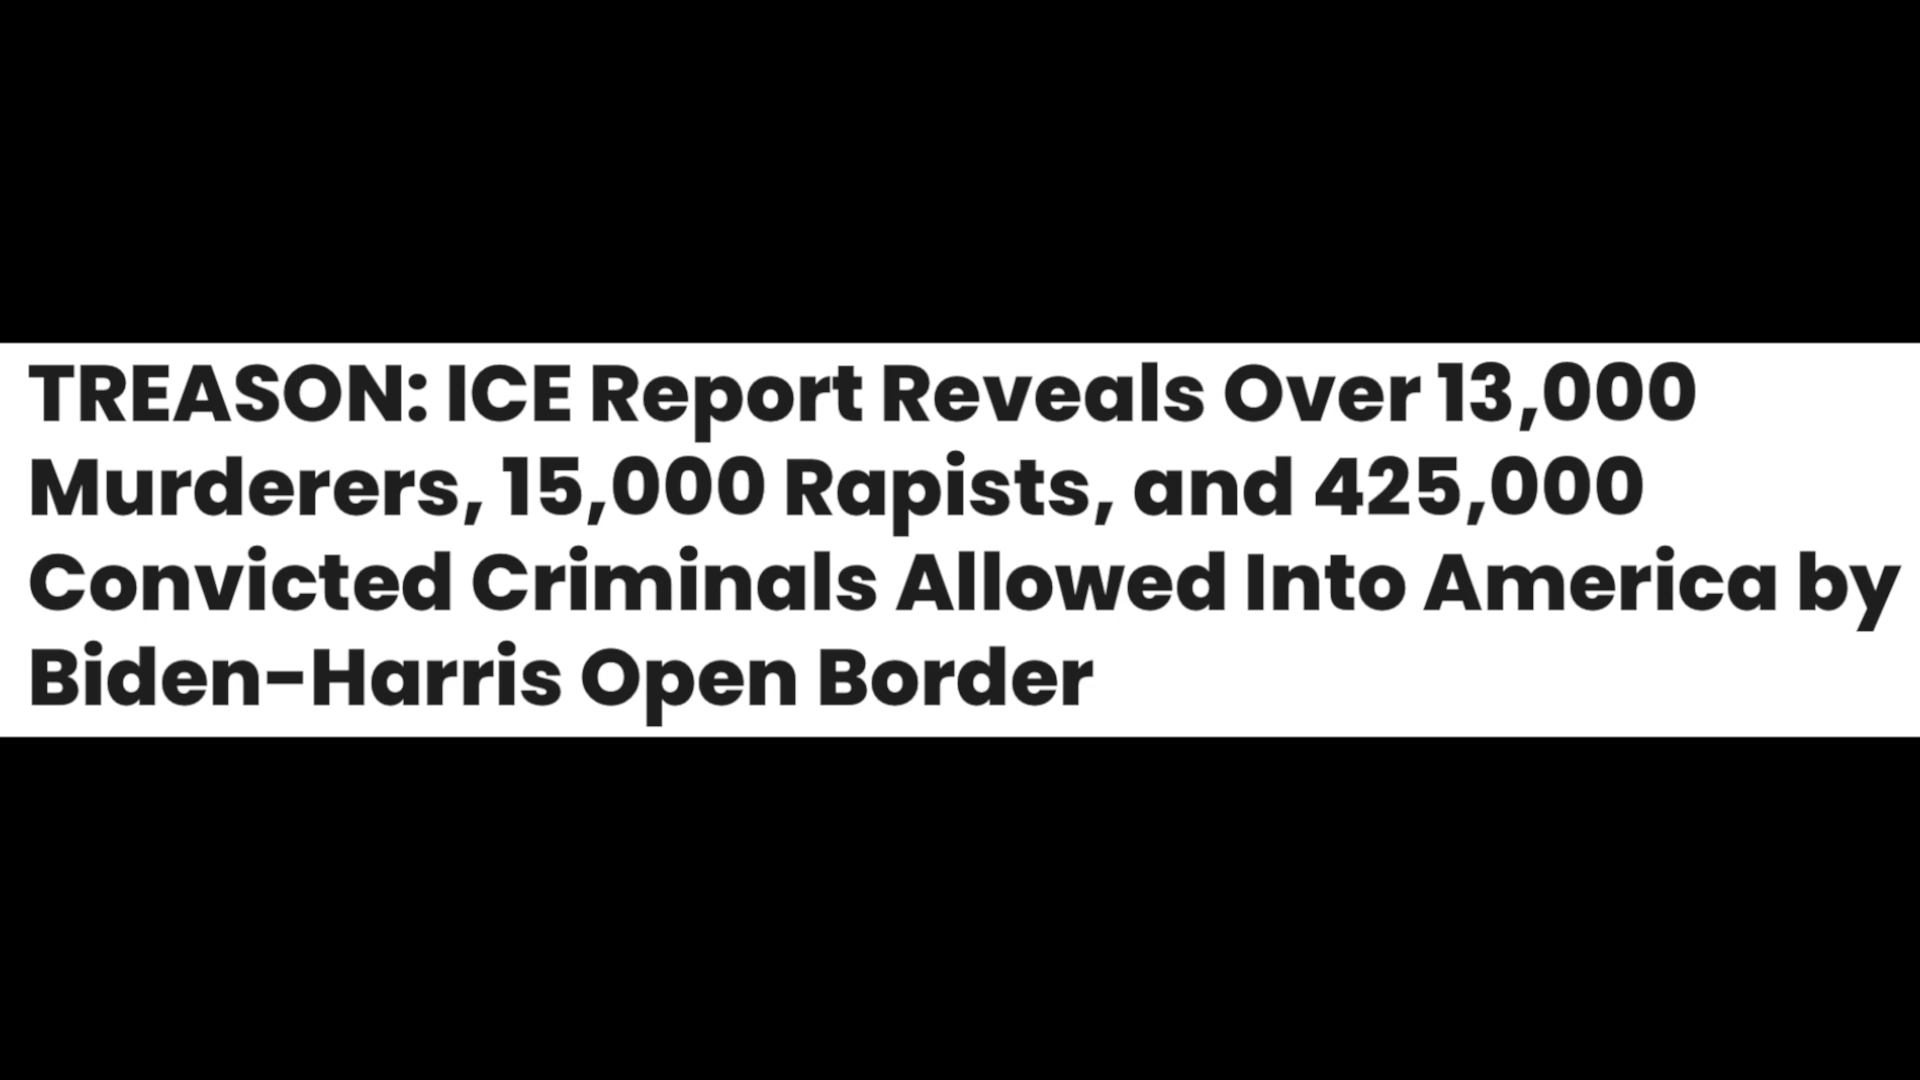 TREASON: ICE Report Reveals Over 13,000
Murderers, 15,000 Rapists, and 425,000
Convicted Criminals Allowed Into America by
Biden-Harris Open Border